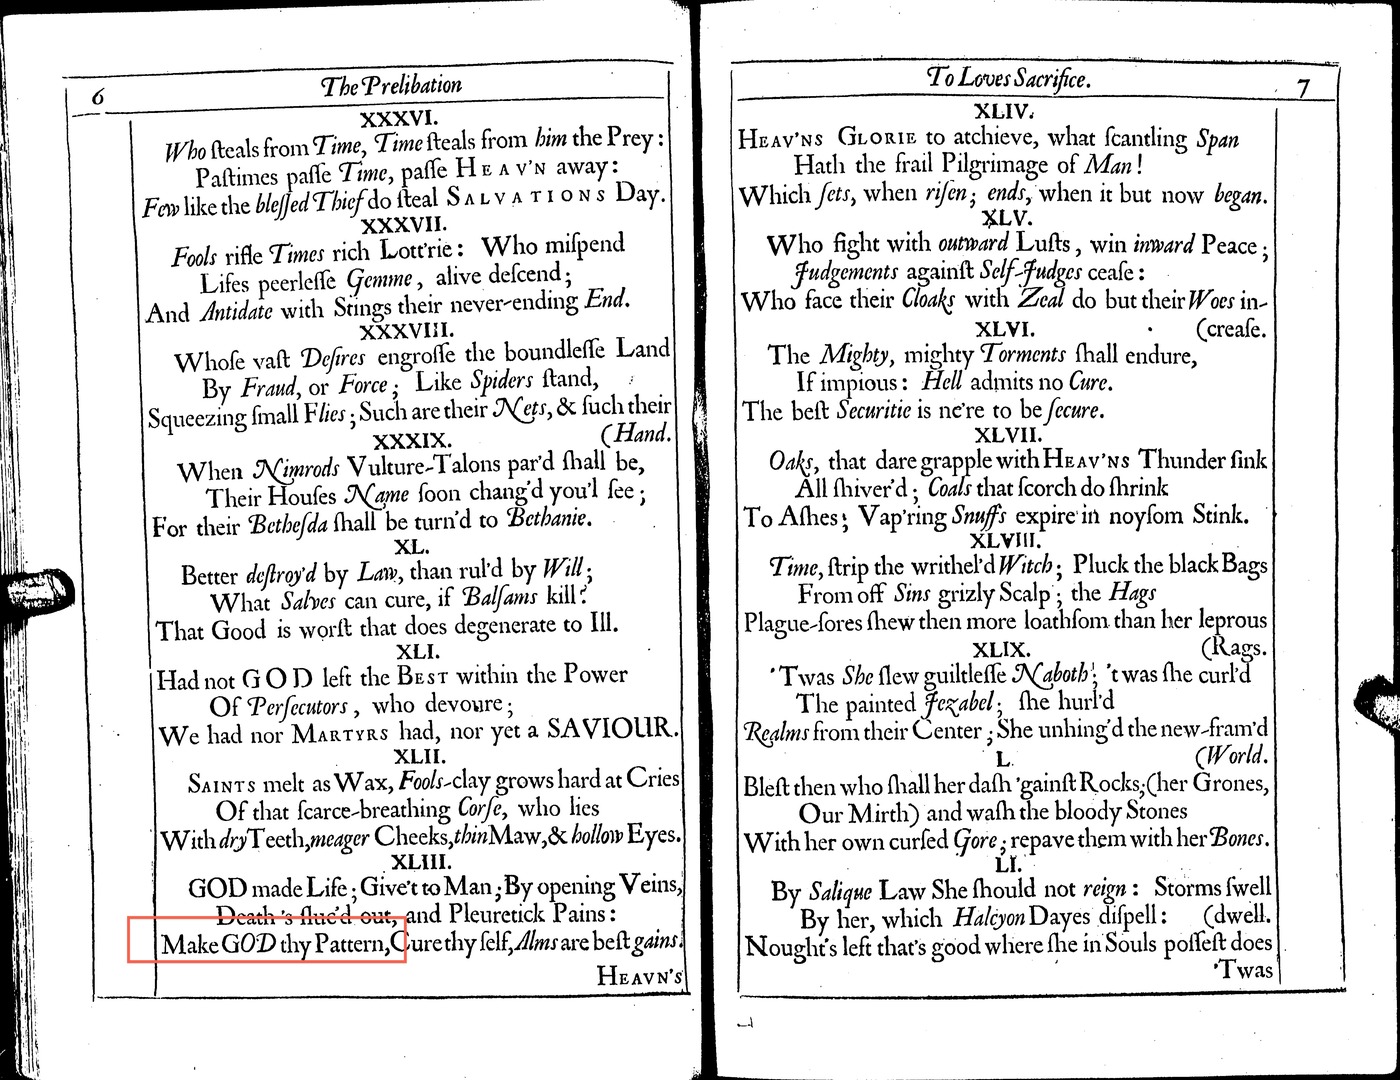 6
The Prelibation
XXXVI.
Who ſteals from Time, Time ſteals from him the Prey:
Paſtimes paſſe Time, paſſe HEAV'N away:
Few like the bleſſed Thief do ſteal SALVATIONS Day.
XXXVII.
Fools rifle Times rich Lott'rie: Who miſpend
Lifes peerleſſe Gemme, alive deſcend;
And Antidate with Stings their never-ending End.
XXXVIII.
Whoſe vaſt Deſires engroſſe the boundleſſe Land
By Fraud, or Force; Like Spiders ſtand,
Squeezing ſmall Flies; Such are their Nets, & ſuch their
XXXIX. (Hand.
When Nimrods Vulture-Talons par'd ſhall be,
Their Houſes Name ſoon chang'd you'l ſee;
For their Betheſda ſhall be turn'd to Bethanie.
XL.
Better deſtroy'd by Law, than rul'd by Will;
What Salves can cure, if Balſams kill?
That Good is worſt that does degenerate to Ill.
XLI.
Had not GOD left the BEST within the Power
Of Perſecutors, who devoure;
We had nor MARTYRS had, nor yet a SAVIOUR.
XLII.
SAINTS melt as Wax, Fools-clay grows hard at Cries
Of that ſcarce-breathing Corſe, who lies
With dry Teeth, meager Cheeks, thin Maw, & hollow Eyes.
XLIII.
GOD made Life; Give't to Man; By opening Veins,
Death's ſluc'd out, and Pleuretick Pains:
Make GOD thy Pattern, Cure thy ſelf, Alms are beſt gains.
HEAVN'S
To Loves Sacrifice.
7
XLIV.
HEAV'NS GLORIE to atchieve, what ſcantling Span
Hath the frail Pilgrimage of Man!
Which ſets, when riſen; ends, when it but now began.
XLV.
Who fight with outward Luſts, win inward Peace;
Judgements againſt Self-Judges ceaſe:
Who face their Cloaks with Zeal do but their Woes in-
XLVI. (creaſe.
The Mighty, mighty Torments ſhall endure,
If impious: Hell admits no Cure.
The beſt Securitie is ne're to be ſecure.
XLVII.
Oaks, that dare grapple with HEAV'NS Thunder ſink
All ſhiver'd; Coals that ſcorch do ſhrink
To Aſhes; Vap'ring Snuffs expire in noyſom Stink.
XLVIII.
Time, ſtrip the writhel'd Witch; Pluck the black Bags
From off Sins grizly Scalp; the Hags
Plague-ſores ſhew then more loathſom than her leprous
XLIX. (Rags.
'Twas She ſlew guiltleſſe Naboth; 'twas ſhe curl'd
The painted Jezabel; ſhe hurl'd
Realms from their Center; She unhing'd the new-fram'd
L. (World.
Bleſt then who ſhall her daſh 'gainſt Rocks, (her Grones,
Our Mirth) and waſh the bloody Stones
With her own curſed Gore; repave them with her Bones.
LI.
By Salique Law She ſhould not reign: Storms ſwell
By her, which Halcyon Dayes diſpell: (dwell.
Nought's left that's good where ſhe in Souls poſſeſt does
'Twas